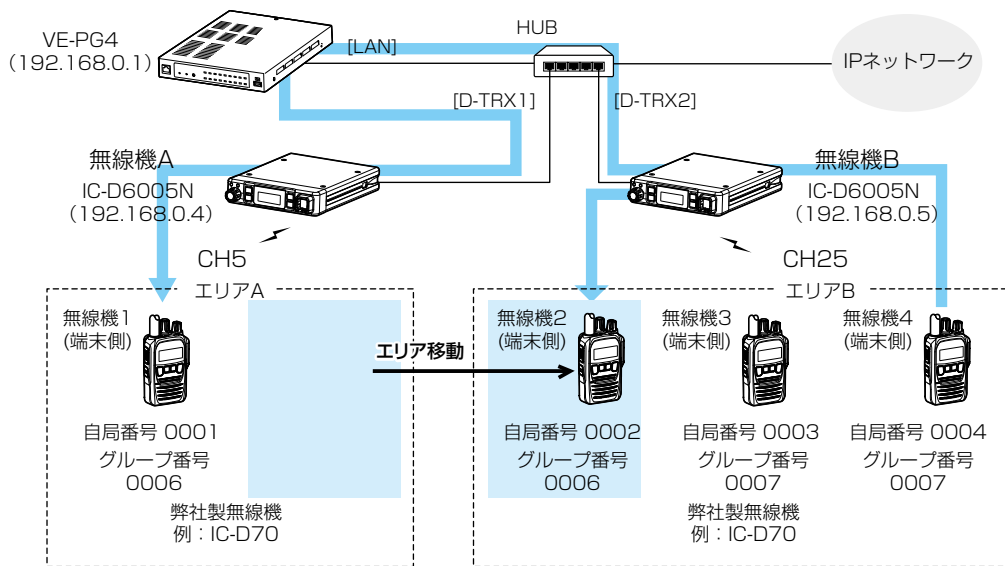 VE-PG4
（192.168.0.1）
[LAN]
HUB
IPネットワーク
[D-TRX1]
[D-TRX2]
無線機A
IC-D6005N
（192.168.0.4）
無線機B
IC-D6005N
（192.168.0.5）
CH5
CH25
エリアA
エリアB
無線機1
(端末側)
エリア移動
無線機2
(端末側)
無線機3
(端末側)
無線機4
(端末側)
自局番号 0001
グループ番号
0006
自局番号 0002
グループ番号
0006
自局番号 0003
グループ番号
0007
自局番号 0004
グループ番号
0007
弊社製無線機
例：IC-D70
弊社製無線機
例：IC-D70